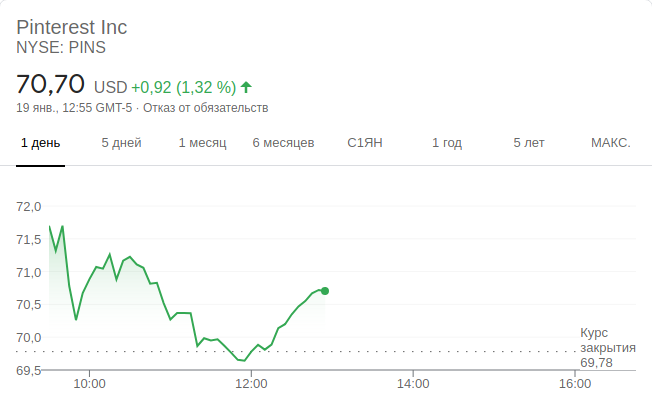 Pinterest Inc
NYSE: PINS
70,70 USD +0,92 (1,32 %)
19 янв., 12:55 GMT-5 · Отказ от обязательств
1 день 5 дней 1 месяц 6 месяцев С1ЯН 1 год 5 лет МАКС.
72,0
71,5
71,0
70,5
70,0
69,5
Курс
закрытия
69,78
10:00 12:00 14:00 16:00